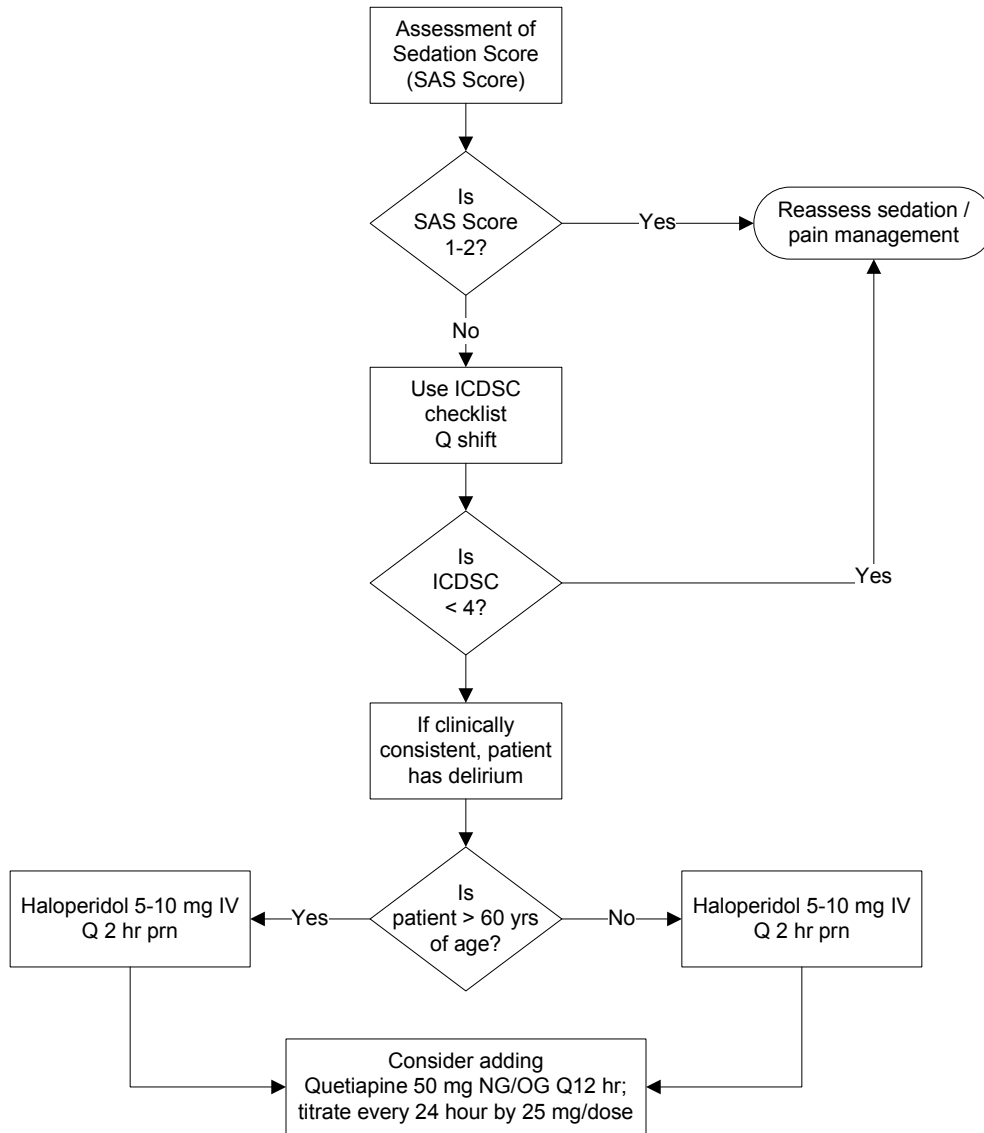 Assessment of
Sedation Score
(SAS Score)
Is
SAS Score
1-2?
Yes
Reassess sedation /
pain management
No
Use ICDSC
checklist
Q shift
Is
ICDSC
< 4?
Yes
If clinically
consistent, patient
has delirium
Is
patient > 60 yrs
of age?
Yes
No
Haloperidol 5-10 mg IV
Q 2 hr prn
Haloperidol 5-10 mg IV
Q 2 hr prn
Consider adding
Quetiapine 50 mg NG/OG Q12 hr;
titrate every 24 hour by 25 mg/dose